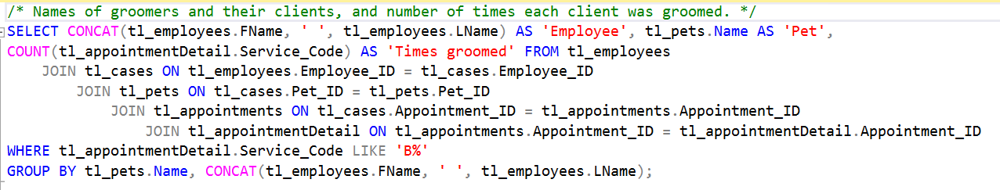 /* Names of groomers and their clients, and number of times each client was groomed. */
SELECT CONCAT(tl_employees.FName, ' ', tl_employees.LName) AS 'Employee', tl_pets.Name AS 'Pet',
COUNT(tl_appointmentDetail.Service_Code) AS 'Times groomed' FROM tl_employees
JOIN tl_cases ON tl_employees.Employee_ID = tl_cases.Employee_ID
JOIN tl_pets ON tl_cases.Pet_ID = tl_pets.Pet_ID
JOIN tl_appointments ON tl_cases.Appointment_ID = tl_appointments.Appointment_ID
JOIN tl_appointmentDetail ON tl_appointments.Appointment_ID = tl_appointmentDetail.Appointment_ID
WHERE tl_appointmentDetail.Service_Code LIKE 'B%'
GROUP BY tl_pets.Name, CONCAT(tl_employees.FName, ' ', tl_employees.LName);